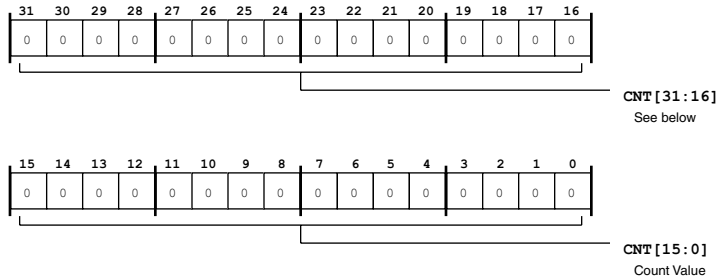 31 30 29 28 27 26 25 24 23 22 21 20 19 18 17 16
0 0 0 0 0 0 0 0 0 0 0 0 0 0 0 0
CNT[31:16]
See below
15 14 13 12 11 10 9 8 7 6 5 4 3 2 1 0
0 0 0 0 0 0 0 0 0 0 0 0 0 0 0 0
CNT[15:0]
Count Value